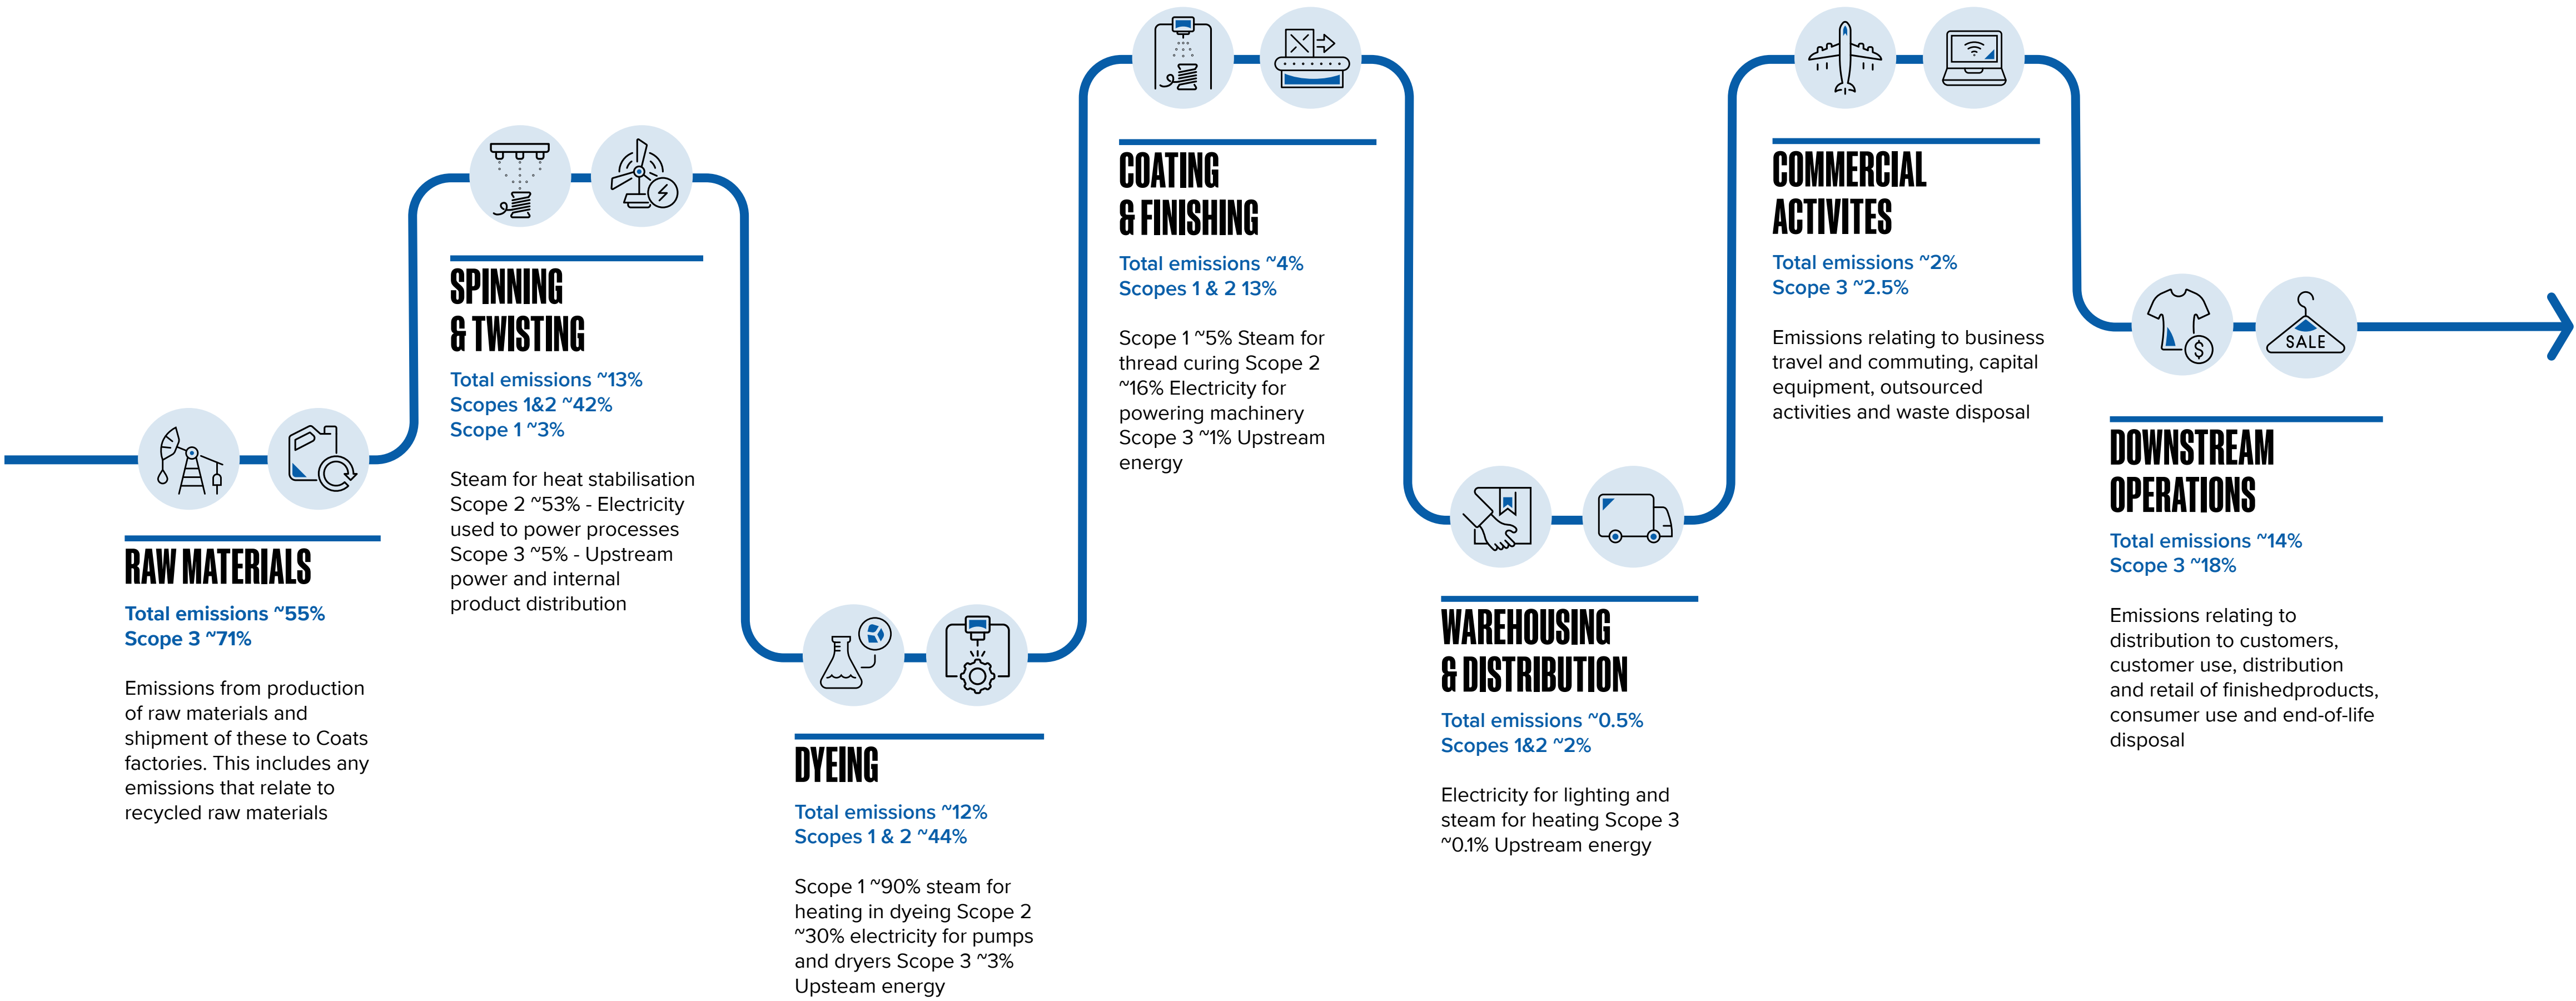 RAW MATERIALS
Total emissions ~55%
Scope 3 ~71%
Emissions from production
of raw materials and
shipment of these to Coats
factories. This includes any
emissions that relate to
recycled raw materials
SPINNING
& TWISTING
Total emissions ~13%
Scopes 1&2 ~42%
Scope 1 ~3%
Steam for heat stabilisation
Scope 2 ~53% - Electricity
used to power processes
Scope 3 ~5% - Upstream
power and internal
product distribution
DYEING
Total emissions ~12%
Scopes 1 & 2 ~44%
Scope 1 ~90% steam for
heating in dyeing Scope 2
~30% electricity for pumps
and dryers Scope 3 ~3%
Upsteam energy
COATING
& FINISHING
Total emissions ~4%
Scopes 1 & 2 13%
Scope 1 ~5% Steam for
thread curing Scope 2
~16% Electricity for
powering machinery
Scope 3 ~1% Upstream
energy
WAREHOUSING
& DISTRIBUTION
Total emissions ~0.5%
Scopes 1&2 ~2%
Electricity for lighting and
steam for heating Scope 3
~0.1% Upstream energy
COMMERCIAL
ACTIVITES
Total emissions ~2%
Scope 3 ~2.5%
Emissions relating to business
travel and commuting, capital
equipment, outsourced
activities and waste disposal
$
SALE
DOWNSTREAM
OPERATIONS
Total emissions ~14%
Scope 3 ~18%
Emissions relating to
distribution to customers,
customer use, distribution
and retail of finishedproducts,
consumer use and end-of-life
disposal